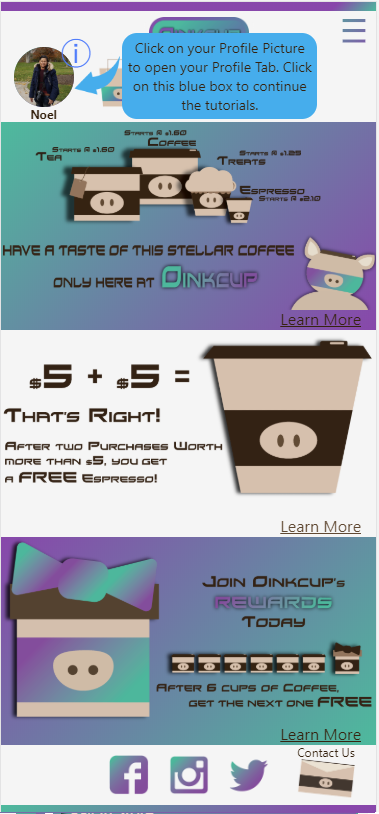 Click on your Profile Picture
to open your Profile Tab. Click
on this blue box to continue
the tutorials.
i
Noel
Starts @ $1.60
Coffee
Starts @ $1.60
Tea
Starts @ $1.25
Treats
Espresso
Starts @ $2.10
Have a taste of this stellar coffee
only here at Oinkcup
Learn More
$5 + $5 =
That's Right!
After two Purchases Worth
more than $5, you get
a FREE Espresso!
Learn More
Join Oinkcup's
Rewards
Today
After 6 cups of Coffee,
get the next one FREE
Learn More
Contact Us